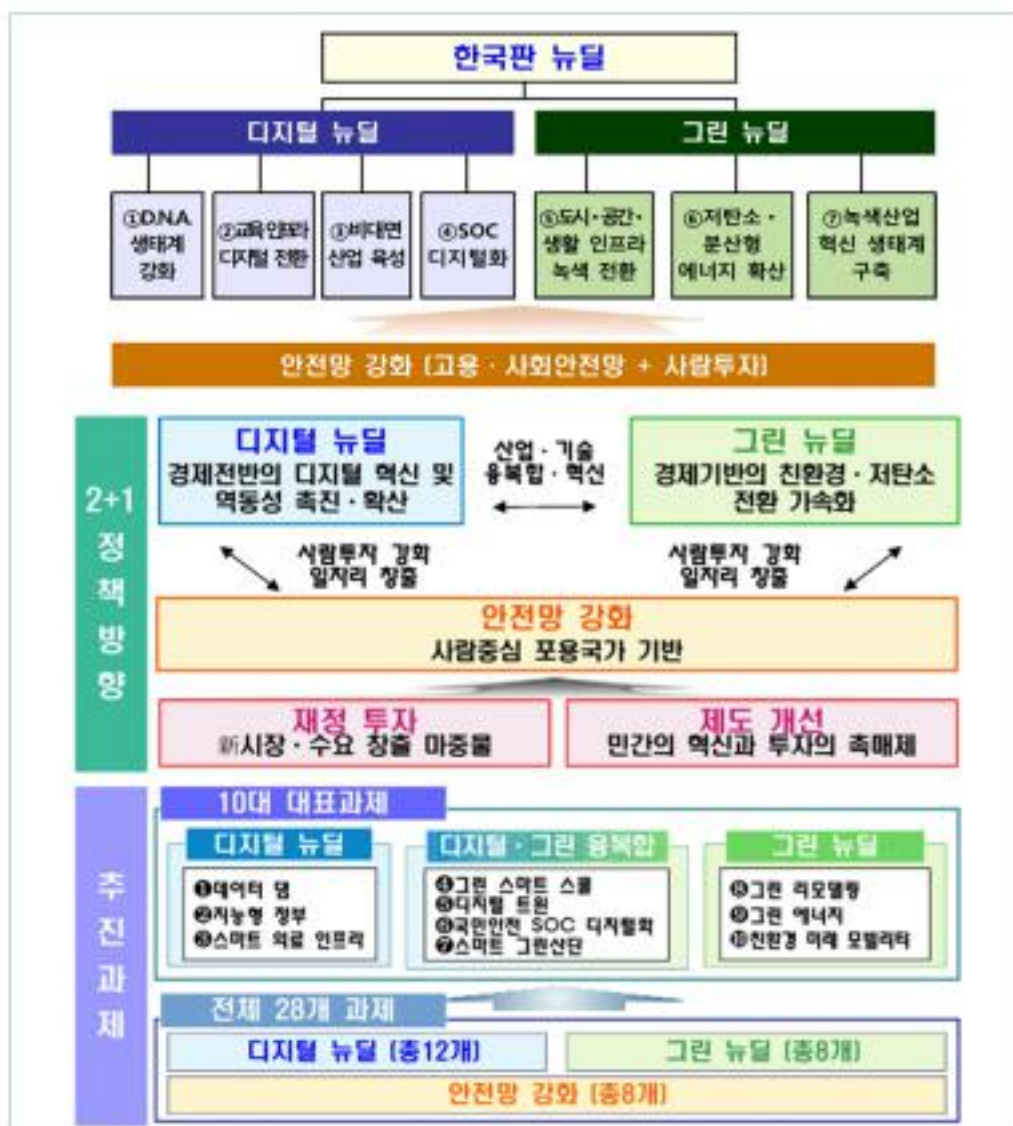 한국판 뉴딜
디지털 뉴딜
그린 뉴딜
①D.N.A.
생태계
강화
②교육인프라
디지털 전환
③비대면
산업 육성
④SOC
디지털화
⑤도시·공간·
생활 인프라
녹색 전환
⑥저탄소·
분산형
에너지 확산
⑦녹색산업
혁신 생태계
구축
안전망 강화 (고용·사회안전망 + 사람투자)
2+1
정
책
방
향
디지털 뉴딜
경제전반의 디지털 혁신 및
역동성 촉진·확산
산업·기술
융복합·혁신
그린 뉴딜
경제기반의 친환경·저탄소
전환 가속화
사람투자 강화
일자리 창출
사람투자 강화
일자리 창출
안전망 강화
사람중심 포용국가 기반
재정 투자
新시장·수요 창출 마중물
제도 개선
민간의 혁신과 투자의 촉매제
추
진
과
제
10대 대표과제
디지털 뉴딜
❶데이터 댐
❷지능형 정부
❸스마트 의료 인프라
디지털·그린 융복합
❹그린 스마트 스쿨
❺디지털 트윈
❻국민안전 SOC 디지털화
❼스마트 그린산단
그린 뉴딜
❽그린 리모델링
❾그린 에너지
❿친환경 미래 모빌리티
전체 28개 과제
디지털 뉴딜 (총12개)
그린 뉴딜 (총8개)
안전망 강화 (총8개)